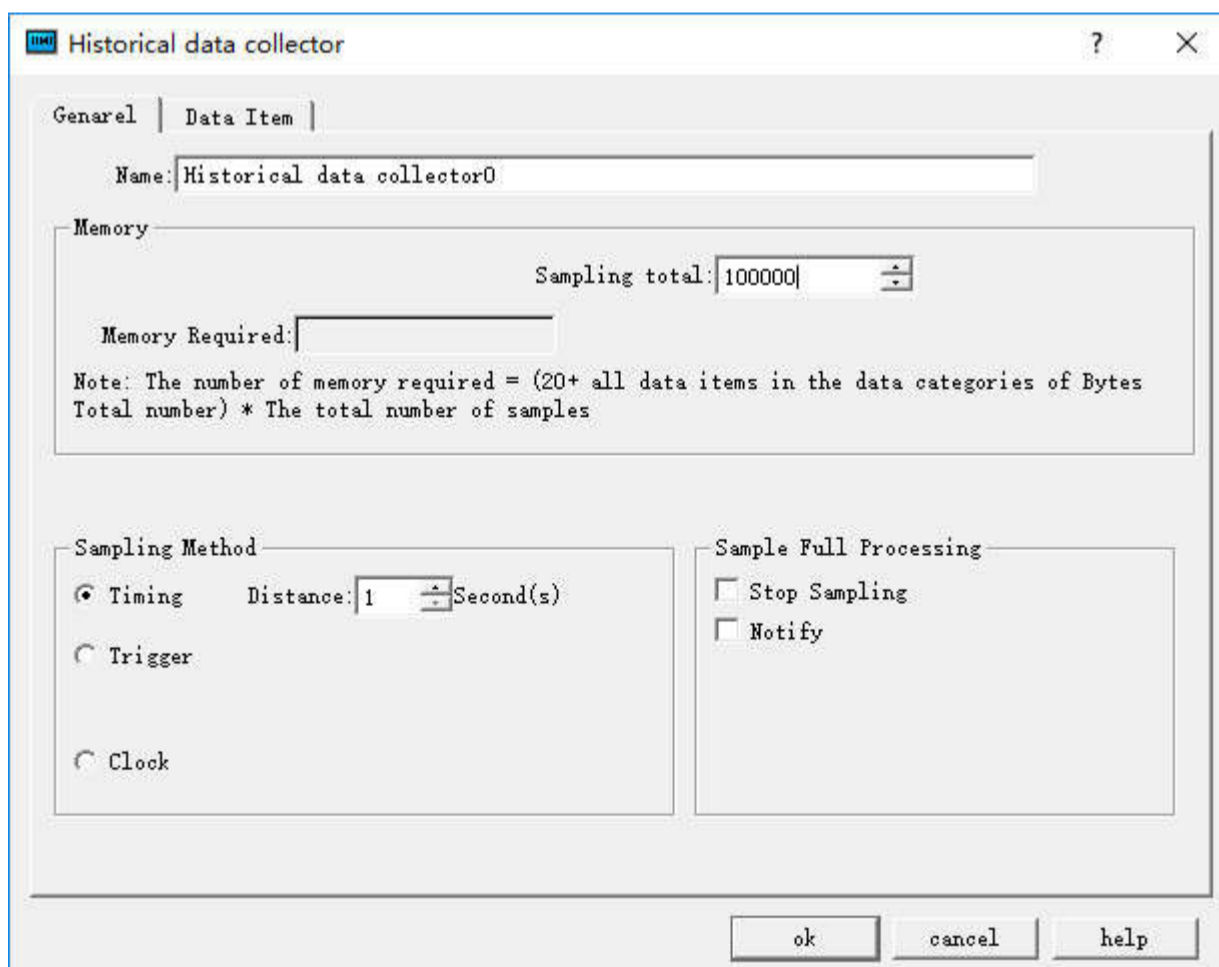 Historical data collector ?
Genarel Data Item
Name: Historical data collector0
Memory
Sampling total: 100000
Memory Required:
Note: The number of memory required = (20+ all data items in the data categories of Bytes
Total number) * The total number of samples
Sampling Method
Timing Distance: 1 Second(s)
Trigger
Clock
Sample Full Processing
Stop Sampling
Notify
ok cancel help